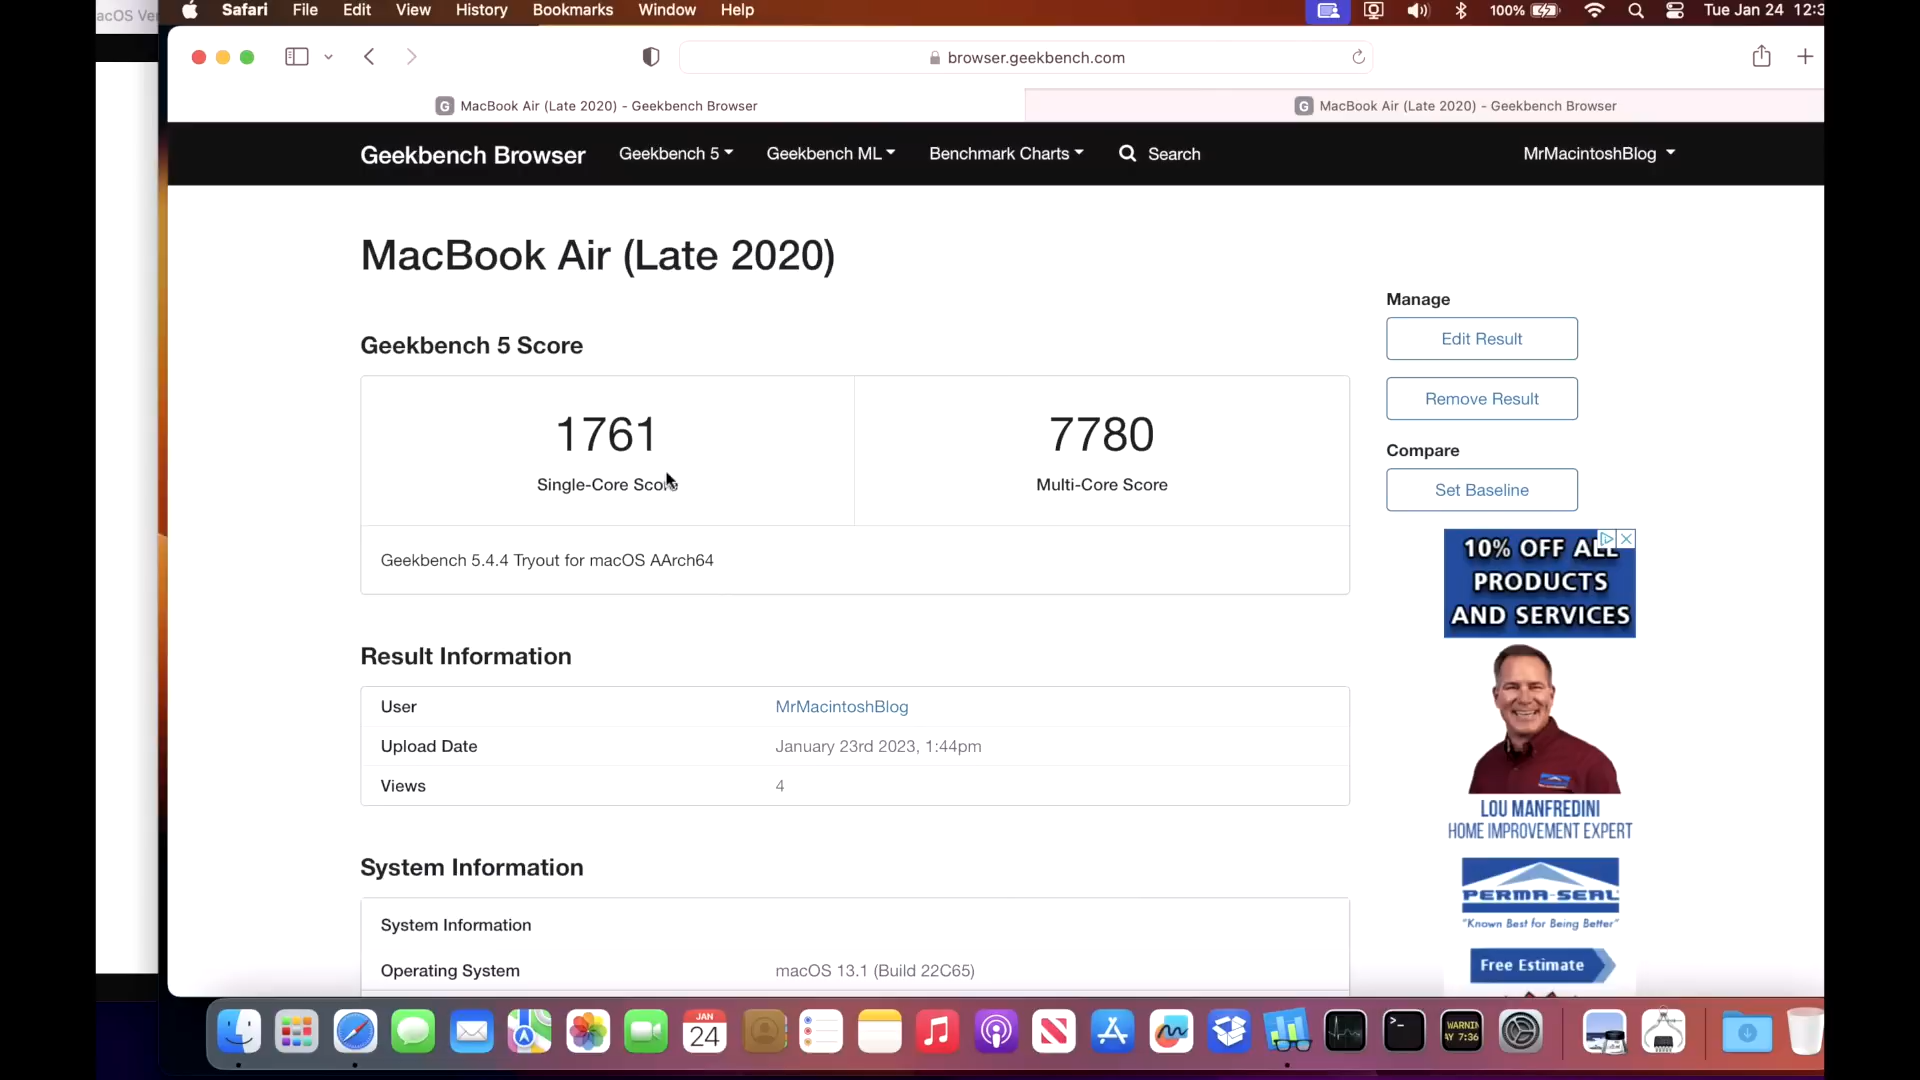 acOS Ve
Safari File Edit View History Bookmarks Window Help 100% Tue Jan 24 12:3
browser.geekbench.com
G MacBook Air (Late 2020) - Geekbench Browser
G MacBook Air (Late 2020) - Geekbench Browser
Geekbench Browser Geekbench 5 Geekbench ML Benchmark Charts Search MrMacintoshBlog
MacBook Air (Late 2020)
Geekbench 5 Score
1761
Single-Core Score
7780
Multi-Core Score
Geekbench 5.4.4 Tryout for macOS AArch64
Result Information
User MrMacintoshBlog
Upload Date January 23rd 2023, 1:44pm
Views 4
System Information
System Information
Operating System macOS 13.1 (Build 22C65)
Manage
Edit Result
Remove Result
Compare
Set Baseline
10% OFF ALL
PRODUCTS
AND SERVICES
LOU MANFREDINI
HOME IMPROVEMENT EXPERT
PERMA-SEAL
"Known Best for Being Better"
Free Estimate
JAN
24
WARNIN
AY 7:36